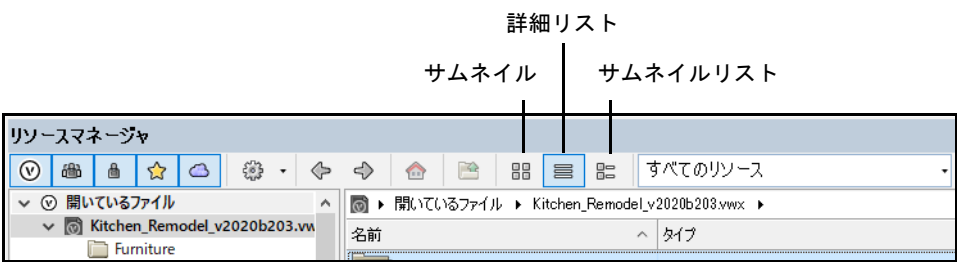 詳細リスト
サムネイル
サムネイルリスト
リソースマネージャ
すべてのリソース
開いているファイル
開いているファイル Kitchen_Remodel_v2020b203.vwx
Kitchen_Remodel_v2020b203.vw
名前 タイプ
Furniture